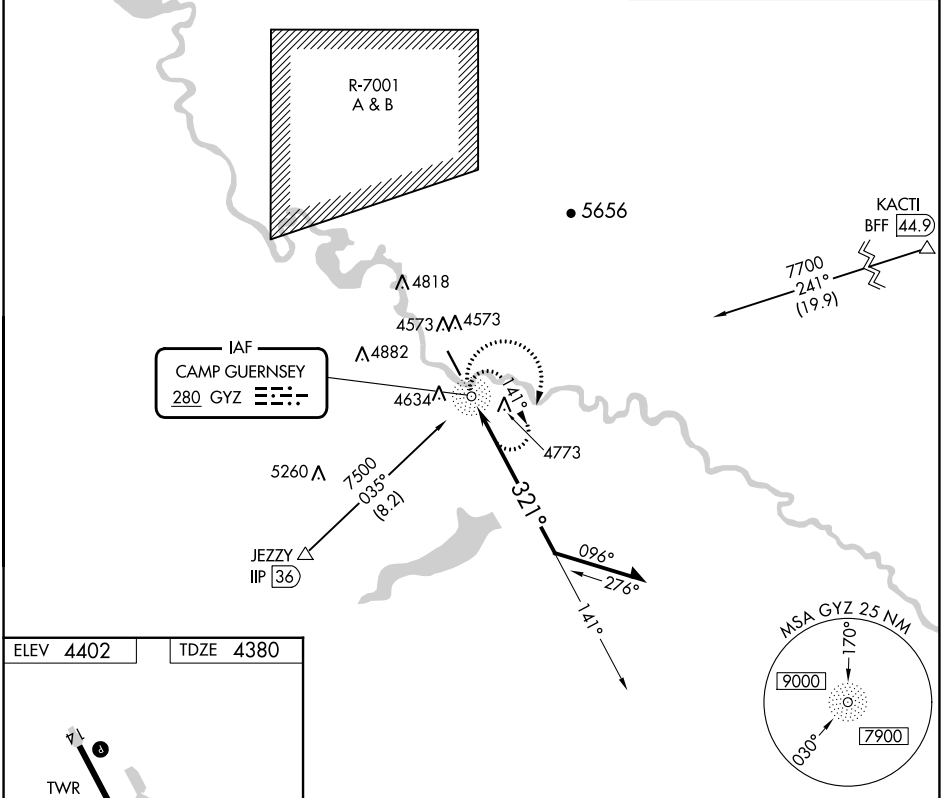 R-7001
A & B
5656
KACTI
BFF 44.9
7700
241°
(19.9)
4818
4573 4573
4882
IAF
CAMP GUERNSEY
280 GYZ
4634
141°
4773
5260
7500
035°
(8.2)
321°
JEZZY
IIP 36
096°
276°
141°
MSA GYZ 25 NM
170°
9000
7900
030°
ELEV 4402
TDZE 4380
14
P
TWR